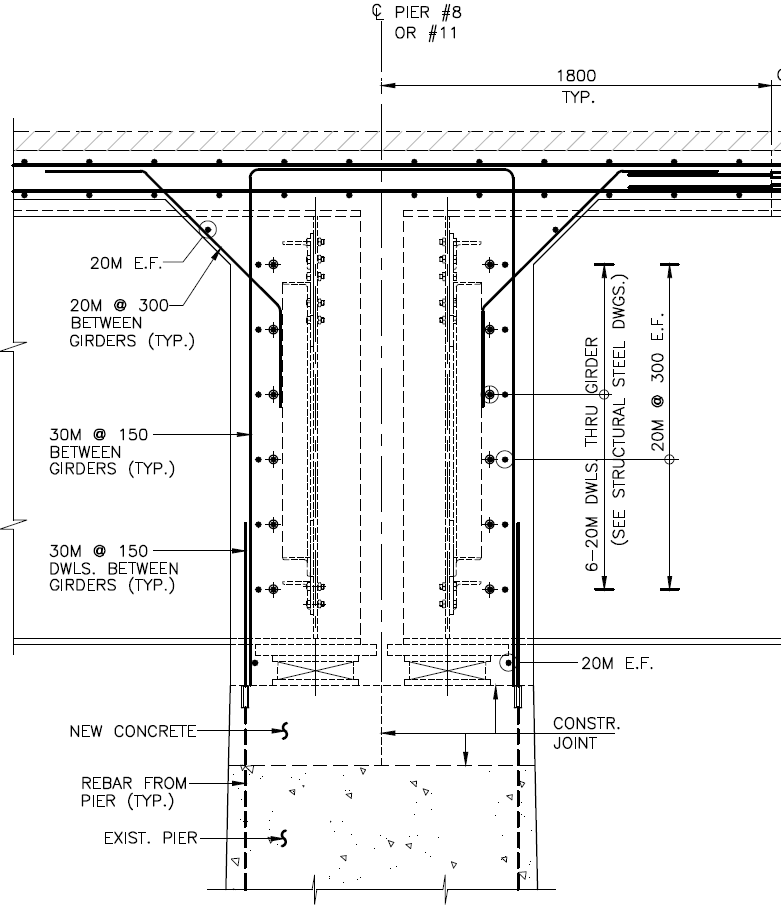 ℄ PIER #8
OR #11
1800
TYP.
20M E.F.
20M @ 300
BETWEEN
GIRDERS (TYP.)
30M @ 150
BETWEEN
GIRDERS (TYP.)
30M @ 150
DWLS. BETWEEN
GIRDERS (TYP.)
6-20M DWLS. THRU GIRDER
(SEE STRUCTURAL STEEL DWGS.)
20M @ 300 E.F.
20M E.F.
NEW CONCRETE
CONSTR.
JOINT
REBAR FROM
PIER (TYP.)
EXIST. PIER